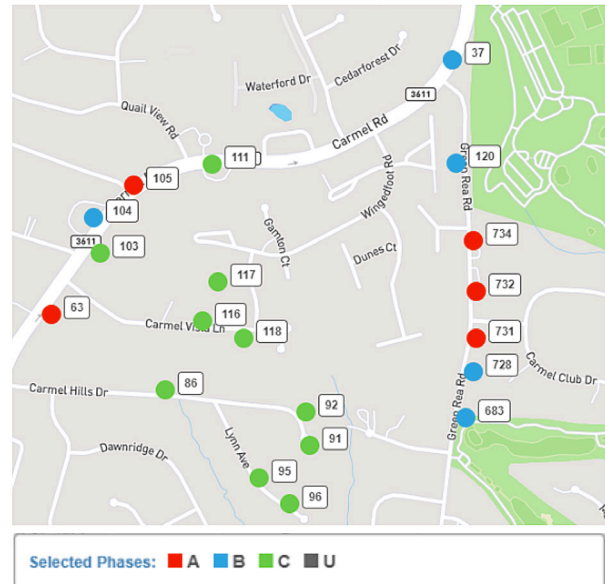 37
Cedarforest Dr
Waterford Dr
3611
Quail View Rd
Carmel Rd
111
120
Green Rea Rd
105
Wingedfoot Rd
104
734
Gamton Ct
3611
103
Dunes Ct
117
732
63
116
Carmel Vista Ln
118
731
728
Carmel Club Dr
Carmel Hills Dr
86
92
683
Green Rea Rd
91
Lynn Ave
Dawnridge Dr
95
96
Selected Phases: A B C U